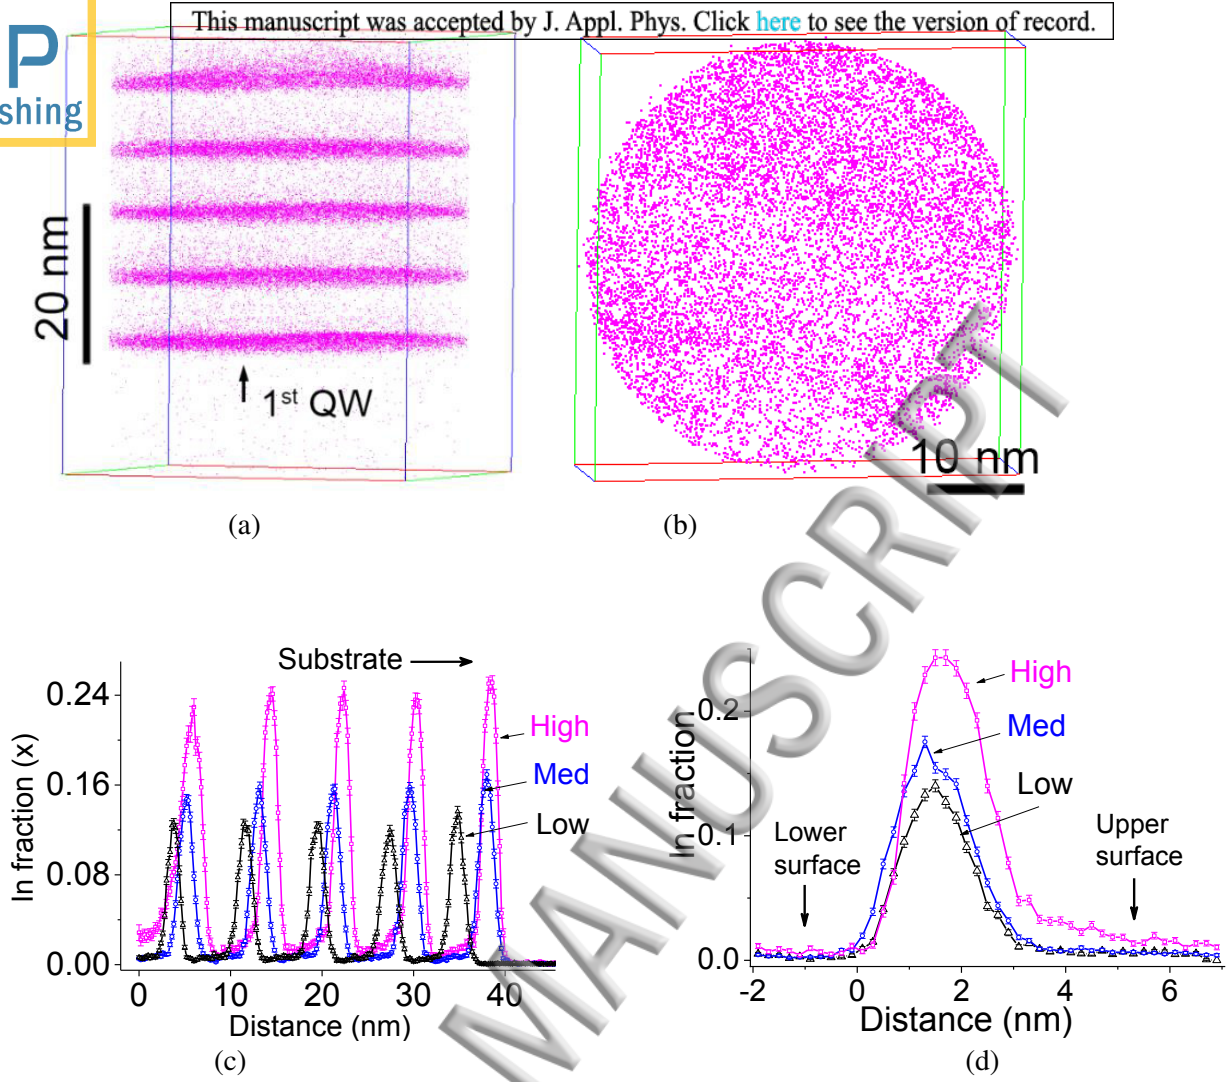 This manuscript was accepted by J. Appl. Phys. Click here to see the version of record.
P
shing
20 nm
1st QW
10 nm
(a)
(b)
Substrate
High
Med
Low
In fraction (x)
0.24
0.16
0.08
0.00
0 10 20 30 40
Distance (nm)
(c)
High
Med
Low
In fraction
0.2
0.1
0.0
Lower
surface
Upper
surface
-2 0 2 4 6
Distance (nm)
(d)
MANUSCRIPT